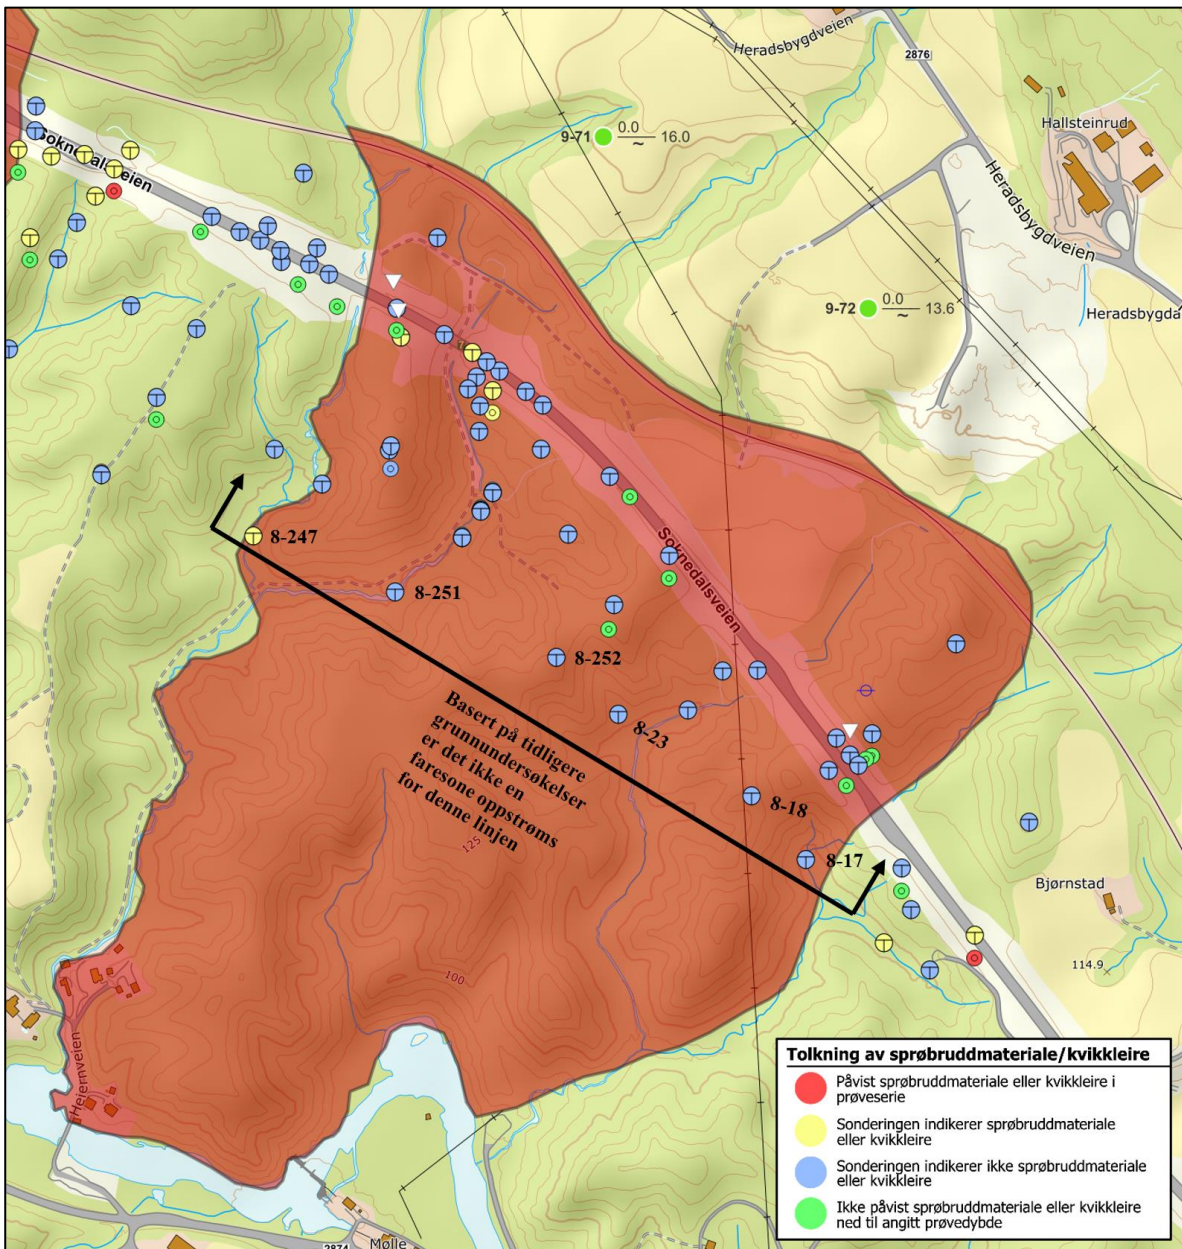 Heradsbygdveien
2876
Hallsteinrud
9-71
0.0
~
16.0
Soknedalsveien
Heradsbygdveien
9-72
0.0
~
13.6
Heradsbygda
8-247
8-251
Soknedalsveien
8-252
8-23
Basert på tidligere
grunnundersøkelser
er det ikke en
faresone oppstrøms
for denne linjen
8-18
125
8-17
Bjørnstad
100
114.9
Heiernveien
Mølle
2874
Tolkning av sprøbruddmateriale/kvikkleire
Påvist sprøbruddmateriale eller kvikkleire i
prøveserie
Sonderingen indikerer sprøbruddmateriale
eller kvikkleire
Sonderingen indikerer ikke sprøbruddmateriale
eller kvikkleire
Ikke påvist sprøbruddmateriale eller kvikkleire
ned til angitt prøvedybde